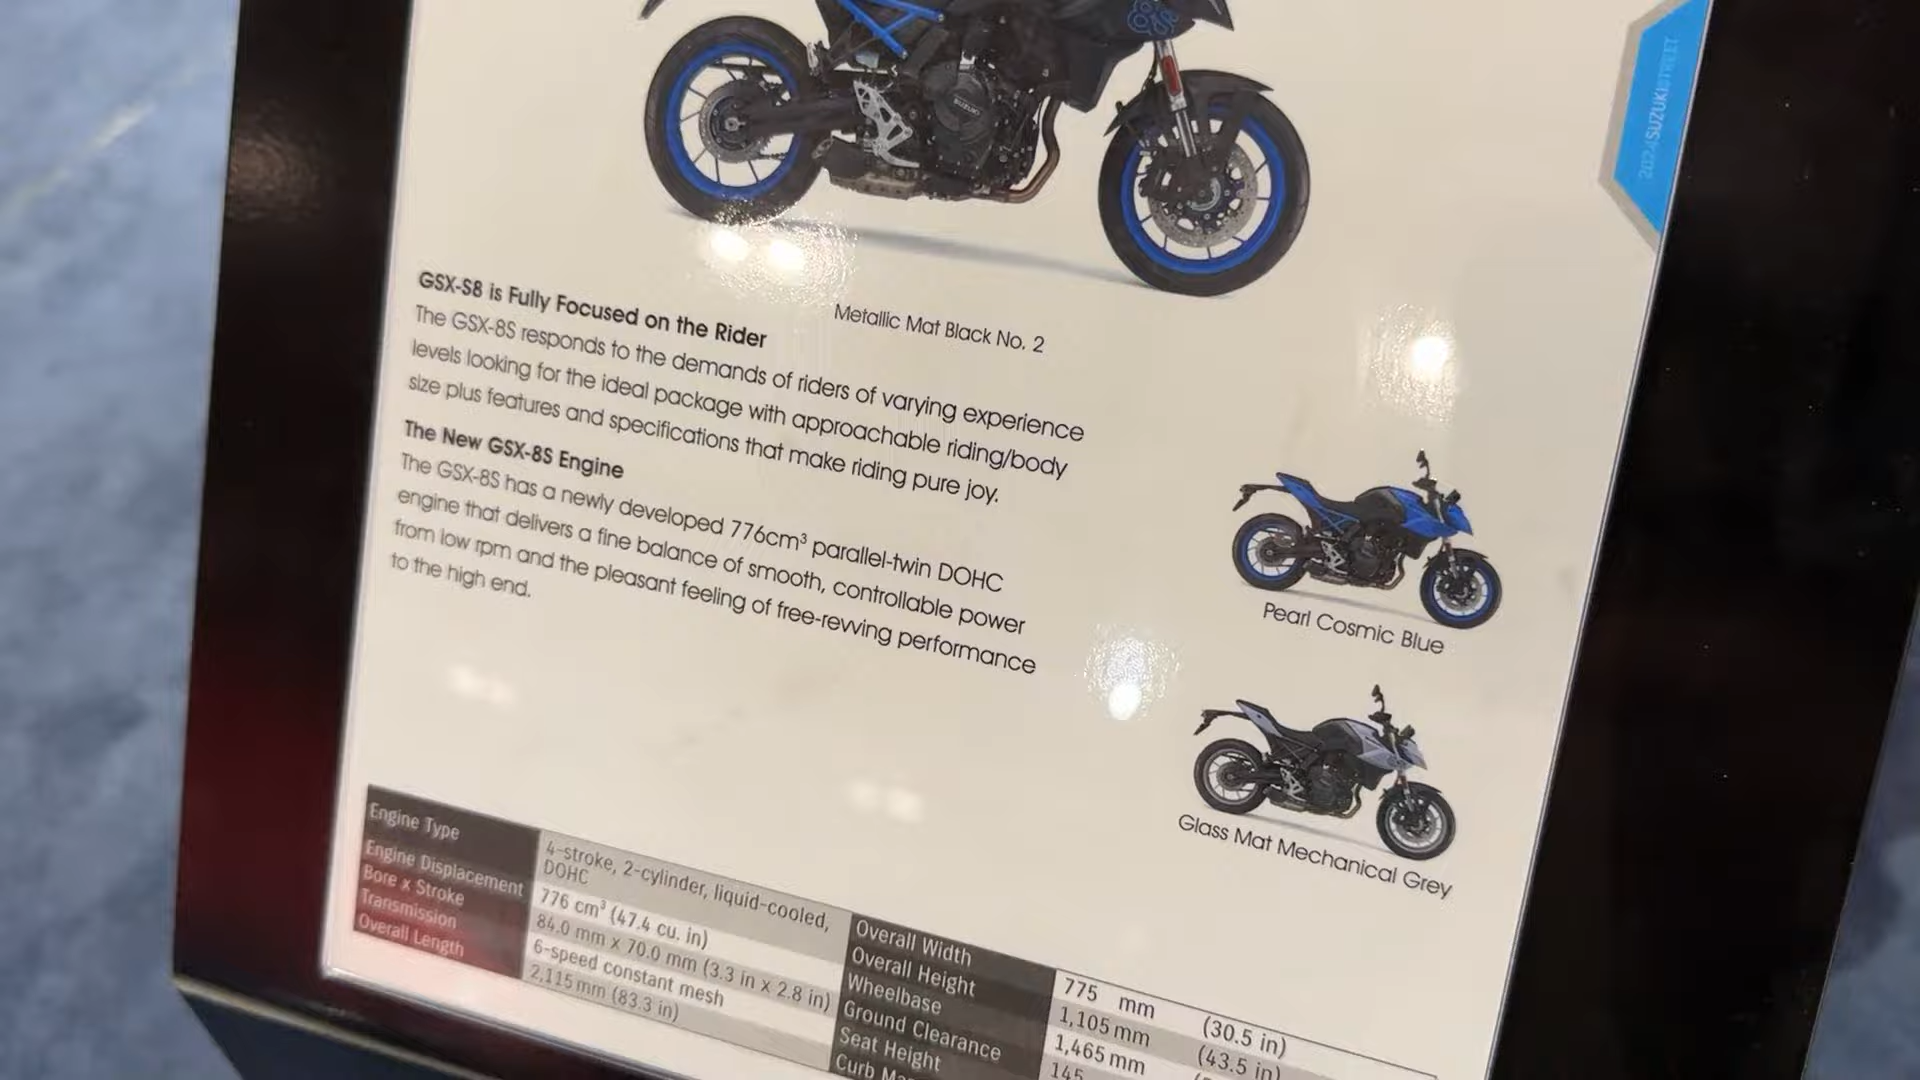 2024SUZUKISTREET
SUZUKI
Metallic Mat Black No. 2
GSX-S8 is Fully Focused on the Rider
The GSX-8S responds to the demands of riders of varying experience
levels looking for the ideal package with approachable riding/body
size plus features and specifications that make riding pure joy.
The New GSX-8S Engine
The GSX-8S has a newly developed 776cm³ parallel-twin DOHC
engine that delivers a fine balance of smooth, controllable power
from low rpm and the pleasant feeling of free-revving performance
to the high end.
Pearl Cosmic Blue
Glass Mat Mechanical Grey
Engine Type 4-stroke, 2-cylinder, liquid-cooled,
DOHC
Engine Displacement 776 cm³ (47.4 cu. in)
Bore x Stroke 84.0 mm x 70.0 mm (3.3 in x 2.8 in)
Transmission 6-speed constant mesh
Overall Length 2,115 mm (83.3 in)
Overall Width 775 mm (30.5 in)
Overall Height 1,105 mm (43.5 in)
Wheelbase 1,465 mm
Ground Clearance 145
Seat Height
Curb